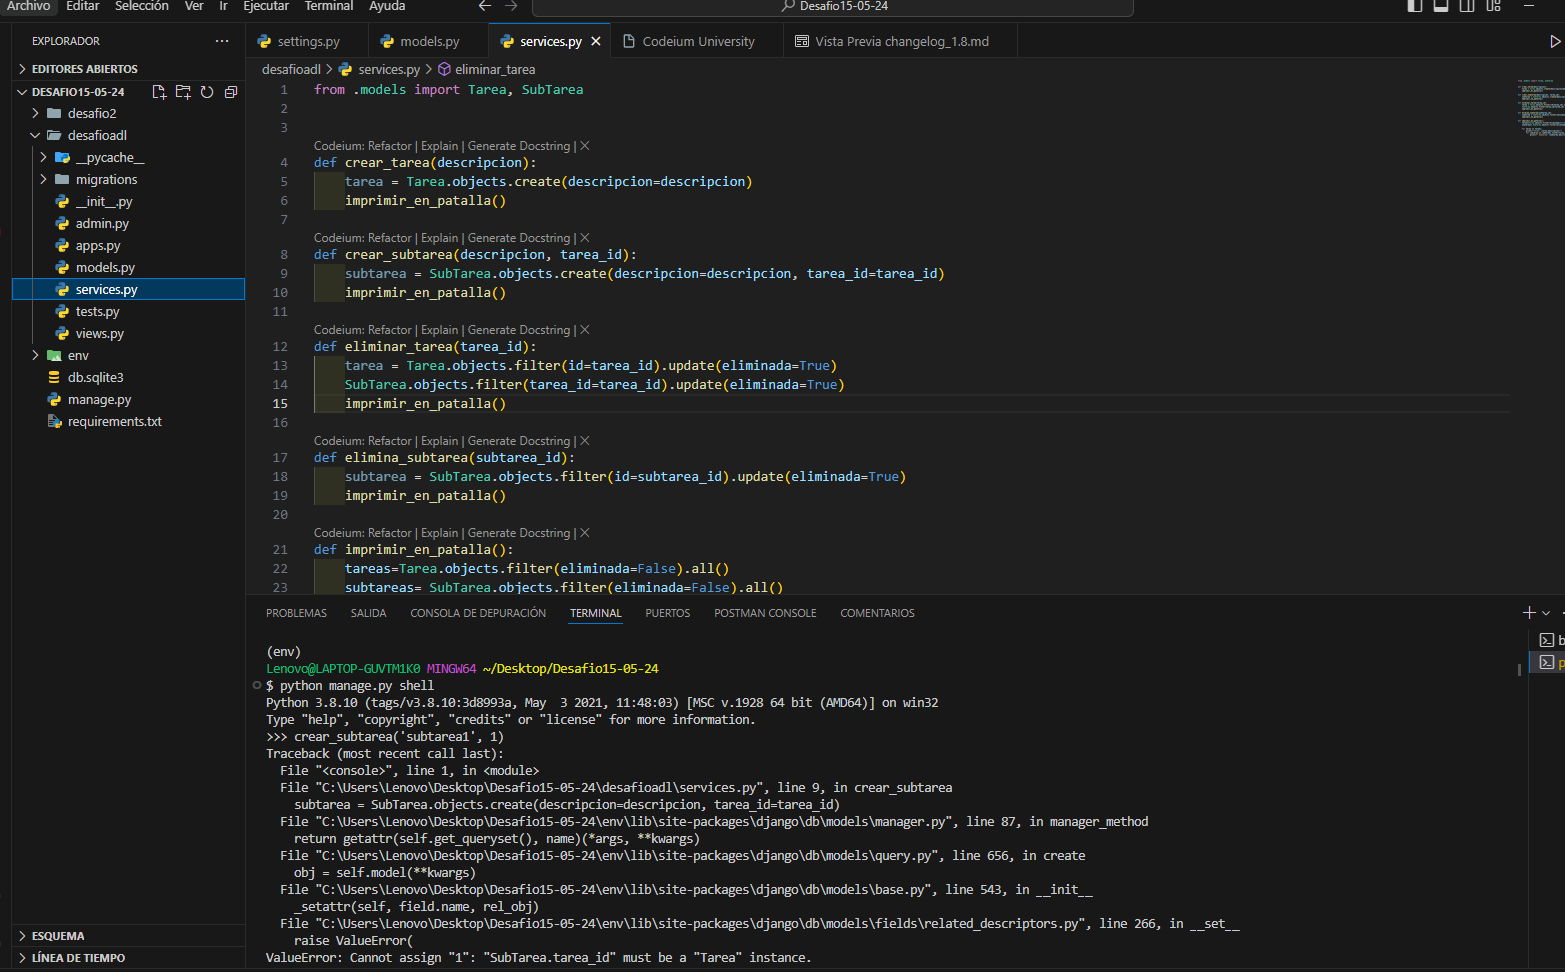 Archivo Editar Selección Ver Ir Ejecutar Terminal Ayuda
Desafio15-05-24
EXPLORADOR
EDITORES ABIERTOS
DESAFIO15-05-24
desafio2
desafioadl
__pycache__
migrations
__init__.py
admin.py
apps.py
models.py
services.py
tests.py
views.py
env
db.sqlite3
manage.py
requirements.txt
ESQUEMA
LÍNEA DE TIEMPO
settings.py models.py services.py Codeium University Vista Previa changelog_1.8.md
desafioadl > services.py > eliminar_tarea
1 from .models import Tarea, SubTarea
2
3
Codeium: Refactor | Explain | Generate Docstring | X
4 def crear_tarea(descripcion):
5 tarea = Tarea.objects.create(descripcion=descripcion)
6 imprimir_en_patalla()
7
Codeium: Refactor | Explain | Generate Docstring | X
8 def crear_subtarea(descripcion, tarea_id):
9 subtarea = SubTarea.objects.create(descripcion=descripcion, tarea_id=tarea_id)
10 imprimir_en_patalla()
11
Codeium: Refactor | Explain | Generate Docstring | X
12 def eliminar_tarea(tarea_id):
13 tarea = Tarea.objects.filter(id=tarea_id).update(eliminada=True)
14 SubTarea.objects.filter(tarea_id=tarea_id).update(eliminada=True)
15 imprimir_en_patalla()
16
Codeium: Refactor | Explain | Generate Docstring | X
17 def elimina_subtarea(subtarea_id):
18 subtarea = SubTarea.objects.filter(id=subtarea_id).update(eliminada=True)
19 imprimir_en_patalla()
20
Codeium: Refactor | Explain | Generate Docstring | X
21 def imprimir_en_patalla():
22 tareas=Tarea.objects.filter(eliminada=False).all()
23 subtareas= SubTarea.objects.filter(eliminada=False).all()
PROBLEMAS SALIDA CONSOLA DE DEPURACIÓN TERMINAL PUERTOS POSTMAN CONSOLE COMENTARIOS
(env)
Lenovo@LAPTOP-GUVTM1K0 MINGW64 ~/Desktop/Desafio15-05-24
$ python manage.py shell
Python 3.8.10 (tags/v3.8.10:3d8993a, May  3 2021, 11:48:03) [MSC v.1928 64 bit (AMD64)] on win32
Type "help", "copyright", "credits" or "license" for more information.
>>> crear_subtarea('subtarea1', 1)
Traceback (most recent call last):
File "<console>", line 1, in <module>
File "C:\Users\Lenovo\Desktop\Desafio15-05-24\desafioadl\services.py", line 9, in crear_subtarea
subtarea = SubTarea.objects.create(descripcion=descripcion, tarea_id=tarea_id)
File "C:\Users\Lenovo\Desktop\Desafio15-05-24\env\lib\site-packages\django\db\models\manager.py", line 87, in manager_method
return getattr(self.get_queryset(), name)(*args, **kwargs)
File "C:\Users\Lenovo\Desktop\Desafio15-05-24\env\lib\site-packages\django\db\models\query.py", line 656, in create
obj = self.model(**kwargs)
File "C:\Users\Lenovo\Desktop\Desafio15-05-24\env\lib\site-packages\django\db\models\base.py", line 543, in __init__
_setattr(self, field.name, rel_obj)
File "C:\Users\Lenovo\Desktop\Desafio15-05-24\env\lib\site-packages\django\db\models\fields\related_descriptors.py", line 266, in __set__
raise ValueError(
ValueError: Cannot assign "1": "SubTarea.tarea_id" must be a "Tarea" instance.